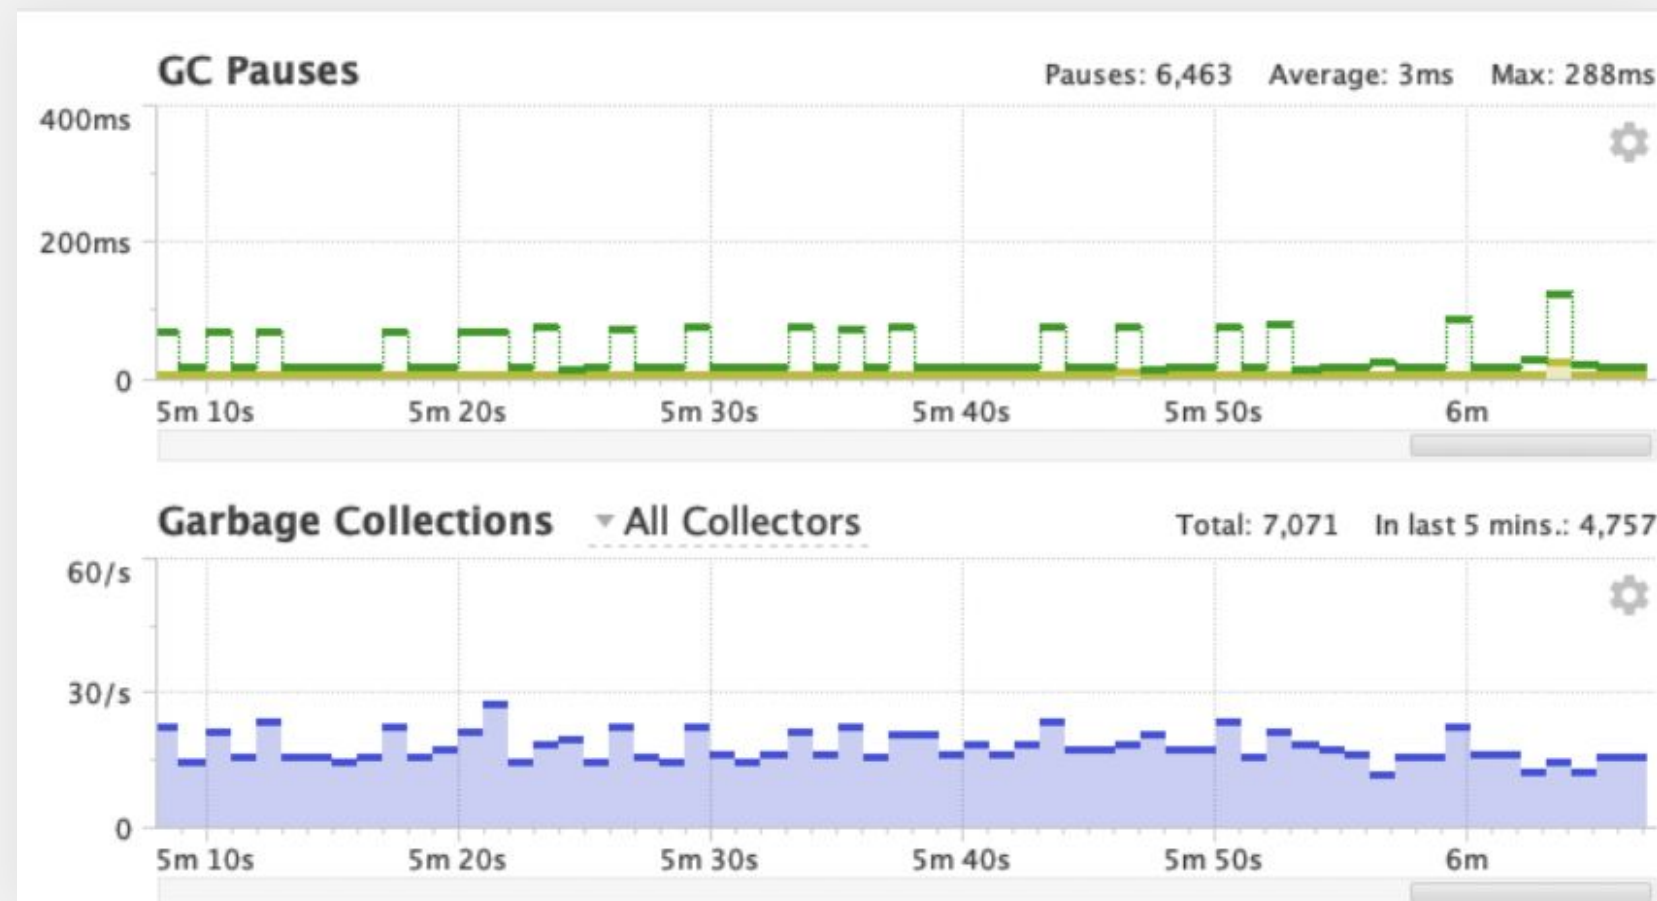 GC Pauses Pauses: 6,463 Average: 3ms Max: 288ms
400ms
200ms
0
5m 10s 5m 20s 5m 30s 5m 40s 5m 50s 6m
Garbage Collections All Collectors Total: 7,071 In last 5 mins.: 4,757
60/s
30/s
0
5m 10s 5m 20s 5m 30s 5m 40s 5m 50s 6m